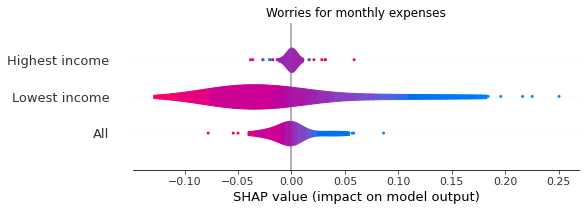 Worries for monthly expenses
Highest income
Lowest income
All
−0.10 −0.05 0.00 0.05 0.10 0.15 0.20 0.25
SHAP value (impact on model output)